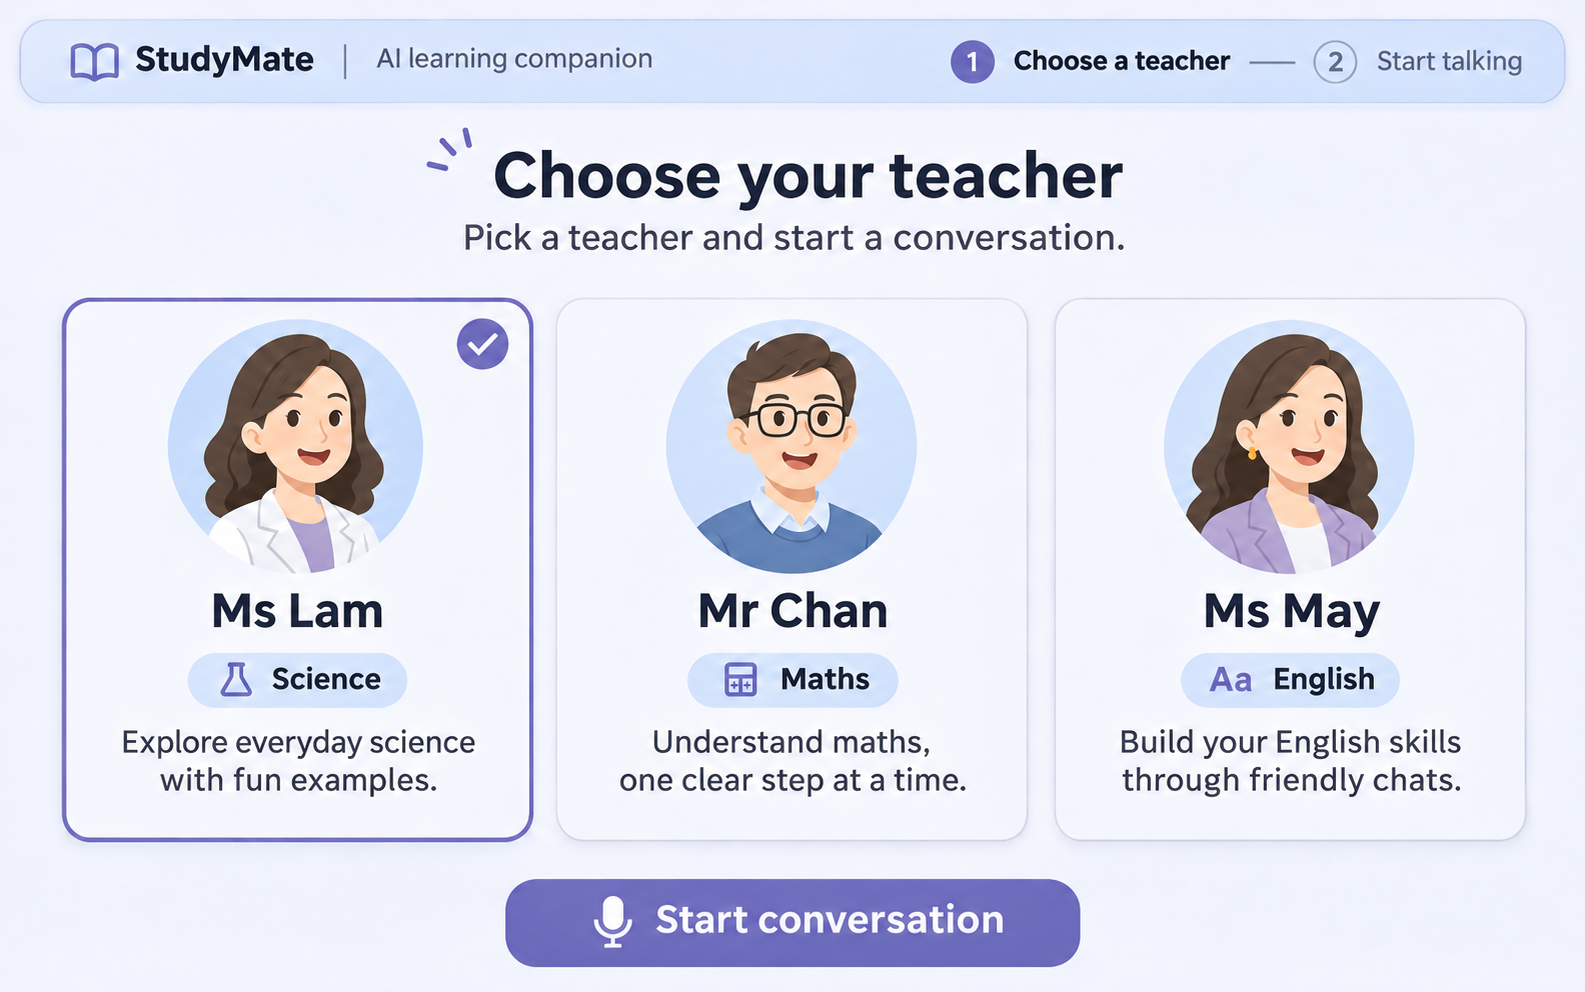 StudyMate | AI learning companion
1 Choose a teacher — 2 Start talking
Choose your teacher
Pick a teacher and start a conversation.
Ms Lam
Science
Explore everyday science
with fun examples.
Mr Chan
Maths
Understand maths,
one clear step at a time.
Ms May
Aa English
Build your English skills
through friendly chats.
Start conversation